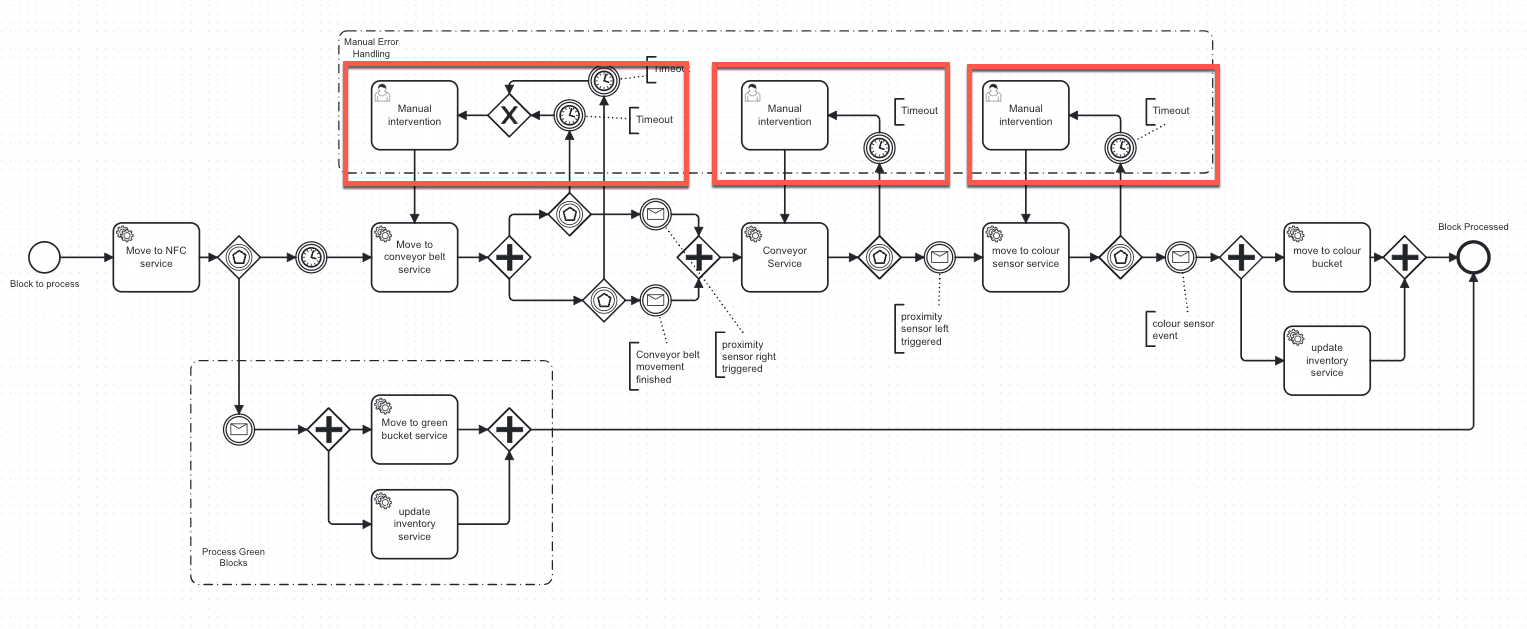 Manual Error
Handling
Timeout
Manual
intervention
Timeout
Manual
intervention
Timeout
Manual
intervention
Timeout
Block to process
Move to NFC
service
Move to
conveyor belt
service
Conveyor
Service
move to colour
sensor service
move to colour
bucket
Block Processed
Conveyor belt
movement
finished
proximity
sensor right
triggered
proximity
sensor left
triggered
colour sensor
event
update
inventory
service
Move to green
bucket service
update
inventory
service
Process Green
Blocks